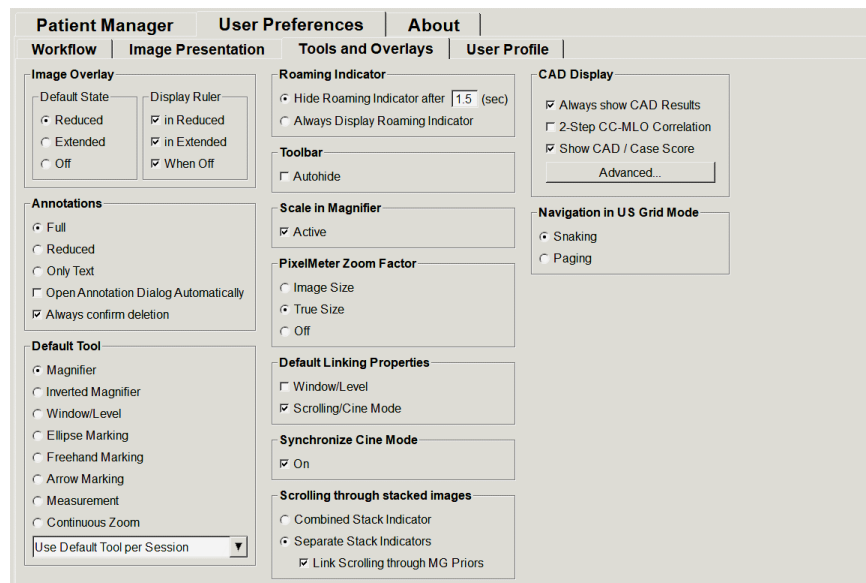 Patient Manager
User Preferences
About
Workflow
Image Presentation
Tools and Overlays
User Profile
Image Overlay
Default State
Reduced
Extended
Off
Display Ruler
in Reduced
in Extended
When Off
Annotations
Full
Reduced
Only Text
Open Annotation Dialog Automatically
Always confirm deletion
Default Tool
Magnifier
Inverted Magnifier
Window/Level
Ellipse Marking
Freehand Marking
Arrow Marking
Measurement
Continuous Zoom
Use Default Tool per Session
Roaming Indicator
Hide Roaming Indicator after 1.5 (sec)
Always Display Roaming Indicator
Toolbar
Autohide
Scale in Magnifier
Active
PixelMeter Zoom Factor
Image Size
True Size
Off
Default Linking Properties
Window/Level
Scrolling/Cine Mode
Synchronize Cine Mode
On
Scrolling through stacked images
Combined Stack Indicator
Separate Stack Indicators
Link Scrolling through MG Priors
CAD Display
Always show CAD Results
2-Step CC-MLO Correlation
Show CAD / Case Score
Advanced...
Navigation in US Grid Mode
Snaking
Paging